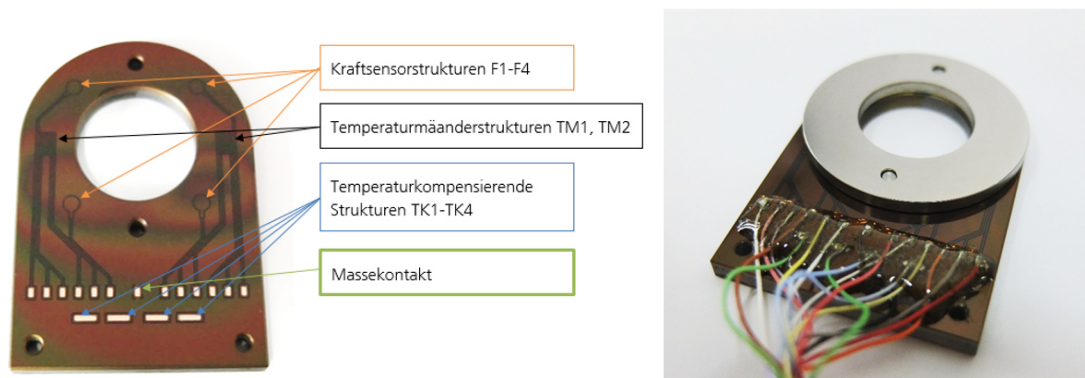 Kraftsensorstrukturen F1-F4
Temperaturmäanderstrukturen TM1, TM2
Temperaturkompensierende
Strukturen TK1-TK4
Massekontakt